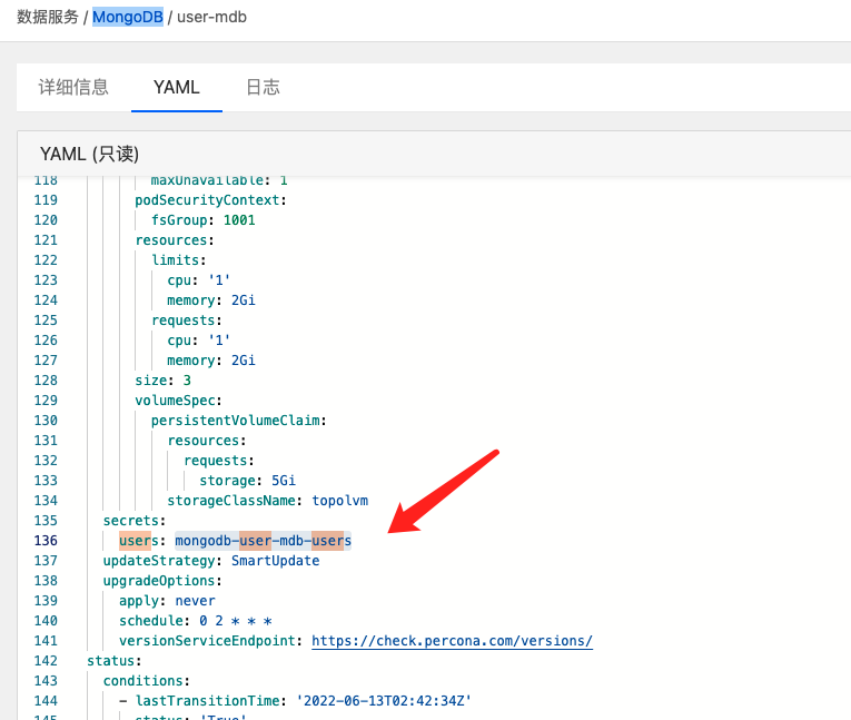 数据服务 / MongoDB / user-mdb
详细信息 YAML 日志
YAML (只读)
118 maxUnavailable: 1
119 podSecurityContext:
120 fsGroup: 1001
121 resources:
122 limits:
123 cpu: '1'
124 memory: 2Gi
125 requests:
126 cpu: '1'
127 memory: 2Gi
128 size: 3
129 volumeSpec:
130 persistentVolumeClaim:
131 resources:
132 requests:
133 storage: 5Gi
134 storageClassName: topolvm
135 secrets:
136 users: mongodb-user-mdb-users
137 updateStrategy: SmartUpdate
138 upgradeOptions:
139 apply: never
140 schedule: 0 2 * * *
141 versionServiceEndpoint: https://check.percona.com/versions/
142 status:
143 conditions:
144 - lastTransitionTime: '2022-06-13T02:42:34Z'
145 status: 'True'